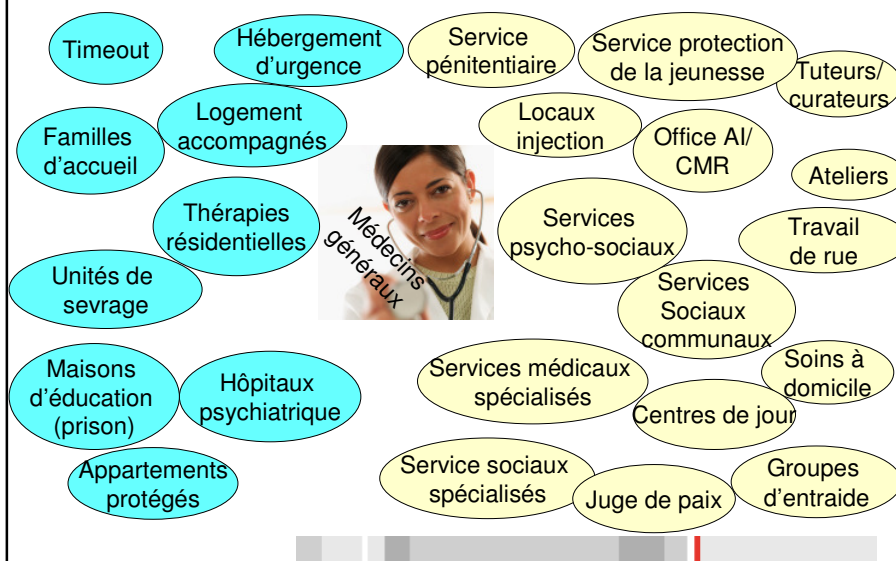 Timeout
Hébergement
d'urgence
Service
pénitentiaire
Service protection
de la jeunesse
Tuteurs/
curateurs
Familles
d'accueil
Logement
accompagnés
Locaux
injection
Office AI/
CMR
Ateliers
Thérapies
résidentielles
Médecins
généraux
Services
psycho-sociaux
Travail
de rue
Unités de
sevrage
Services
Sociaux
communaux
Maisons
d'éducation
(prison)
Hôpitaux
psychiatrique
Services médicaux
spécialisés
Soins à
domicile
Centres de jour
Appartements
protégés
Service sociaux
spécialisés
Juge de paix
Groupes
d'entraide